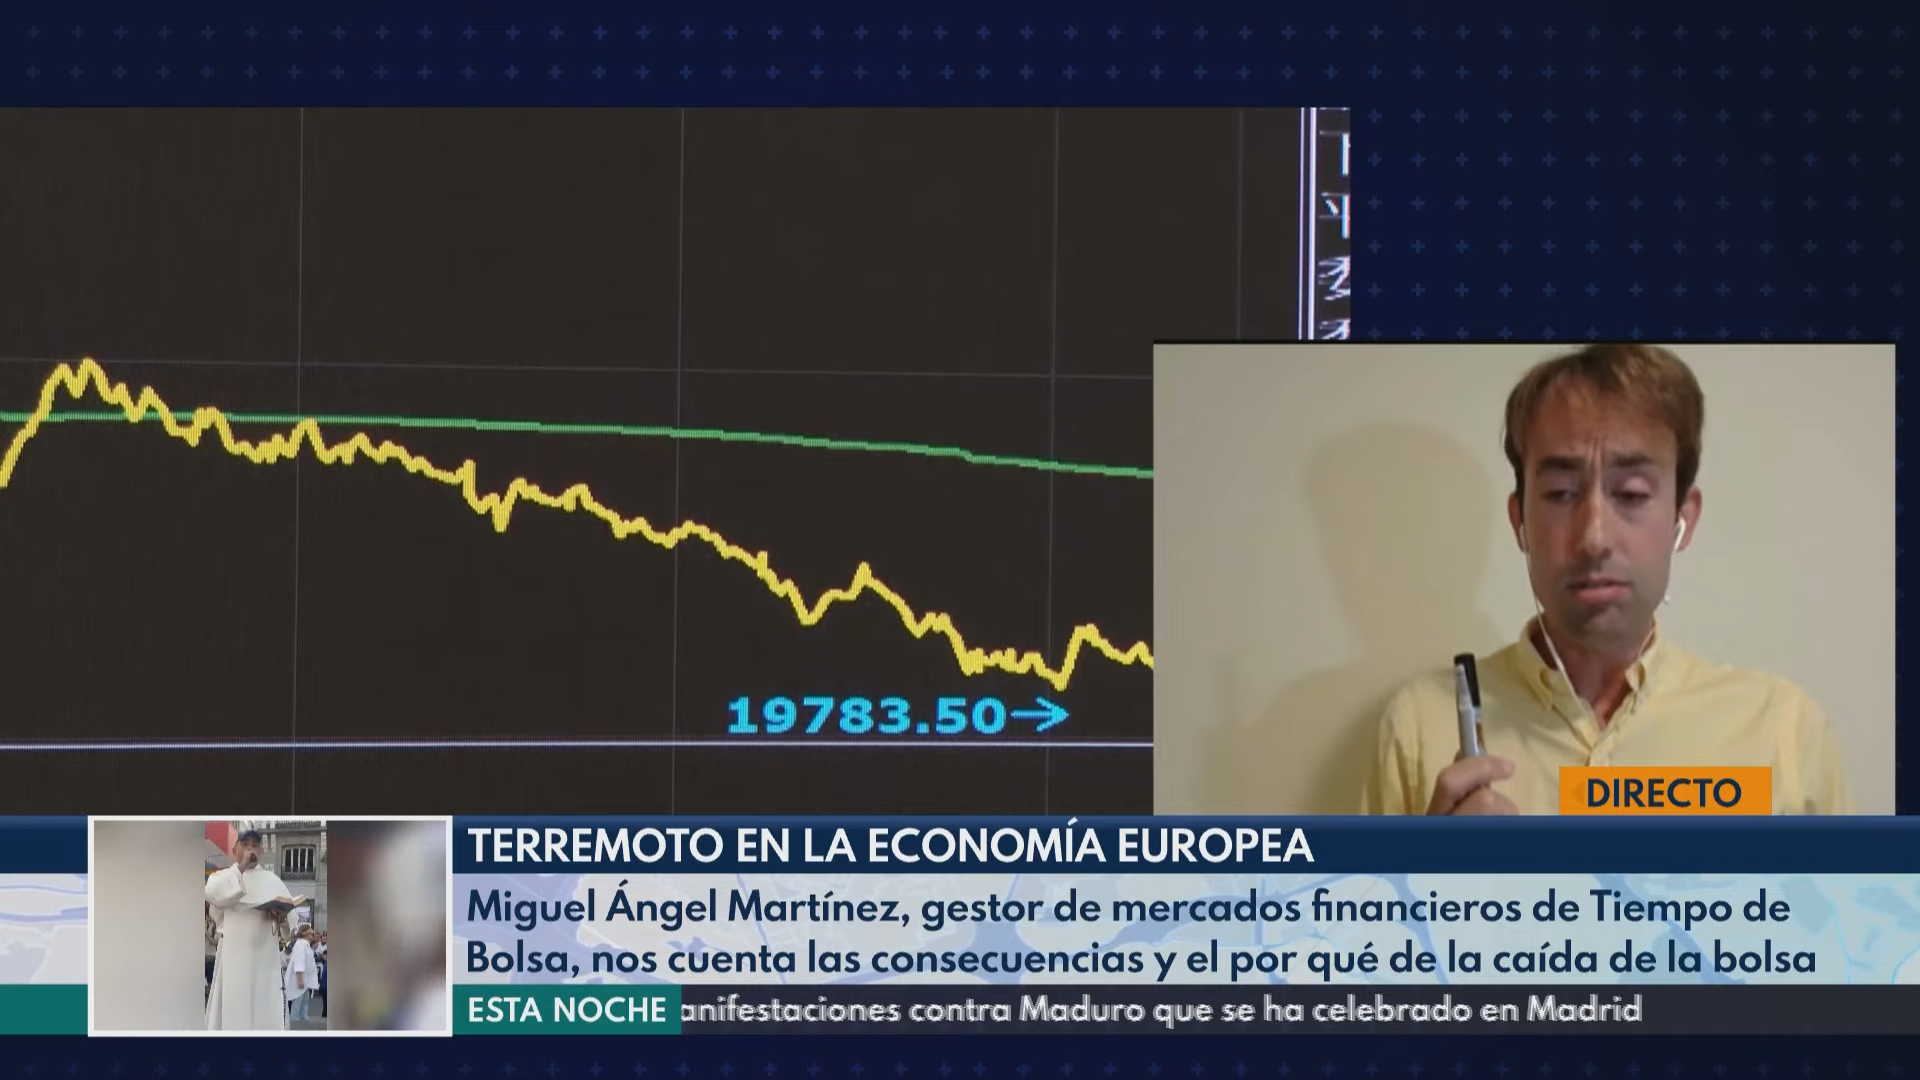 19783.50→
DIRECTO
TERREMOTO EN LA ECONOMÍA EUROPEA
Miguel Ángel Martínez, gestor de mercados financieros de Tiempo de
Bolsa, nos cuenta las consecuencias y el por qué de la caída de la bolsa
ESTA NOCHE anifestaciones contra Maduro que se ha celebrado en Madrid